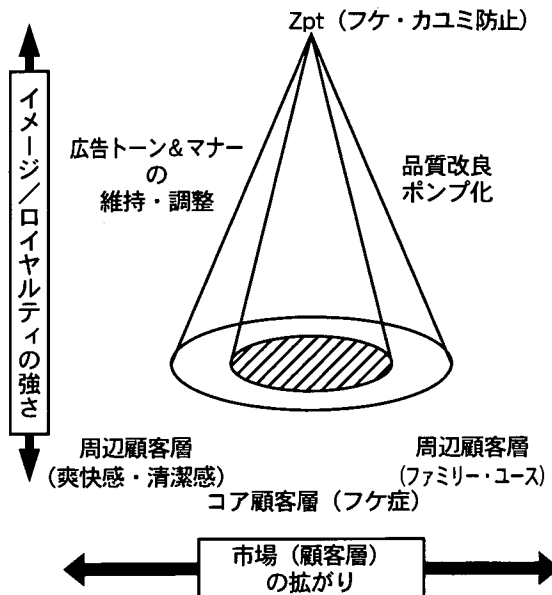 Zpt（フケ・カユミ防止）
イメージ／ロイヤルティの強さ
広告トーン＆マナー
の
維持・調整
品質改良
ポンプ化
周辺顧客層
（爽快感・清潔感）
周辺顧客層
（ファミリー・ユース）
コア顧客層（フケ症）
市場（顧客層）
の拡がり